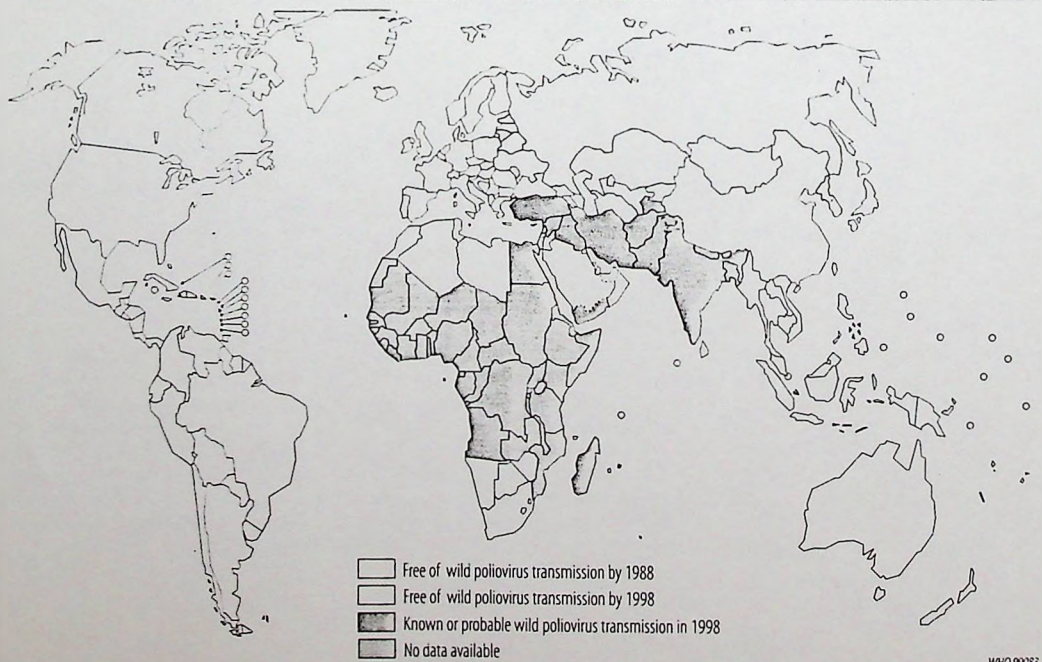 Free of wild poliovirus transmission by 1988
Free of wild poliovirus transmission by 1998
Known or probable wild poliovirus transmission in 1998
No data available